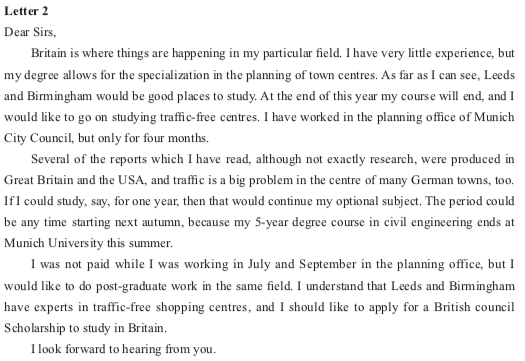 Letter 2
Dear Sirs,
Britain is where things are happening in my particular field. I have very little experience, but
my degree allows for the specialization in the planning of town centres. As far as I can see, Leeds
and Birmingham would be good places to study. At the end of this year my course will end, and I
would like to go on studying traffic-free centres. I have worked in the planning office of Munich
City Council, but only for four months.
Several of the reports which I have read, although not exactly research, were produced in
Great Britain and the USA, and traffic is a big problem in the centre of many German towns, too.
If I could study, say, for one year, then that would continue my optional subject. The period could
be any time starting next autumn, because my 5-year degree course in civil engineering ends at
Munich University this summer.
I was not paid while I was working in July and September in the planning office, but I
would like to do post-graduate work in the same field. I understand that Leeds and Birmingham
have experts in traffic-free shopping centres, and I should like to apply for a British council
Scholarship to study in Britain.
I look forward to hearing from you.